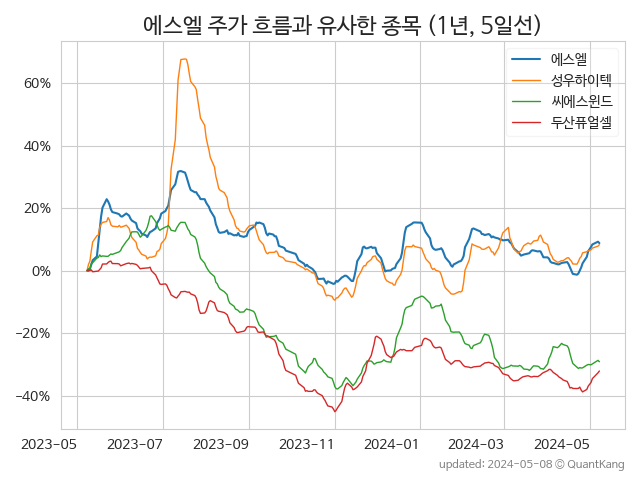 에스엘 주가 흐름과 유사한 종목 (1년, 5일선)
에스엘
성우하이텍
씨에스윈드
두산퓨얼셀
60%
40%
20%
0%
−20%
−40%
2023-05 2023-07 2023-09 2023-11 2024-01 2024-03 2024-05
updated: 2024-05-08 © QuantKang